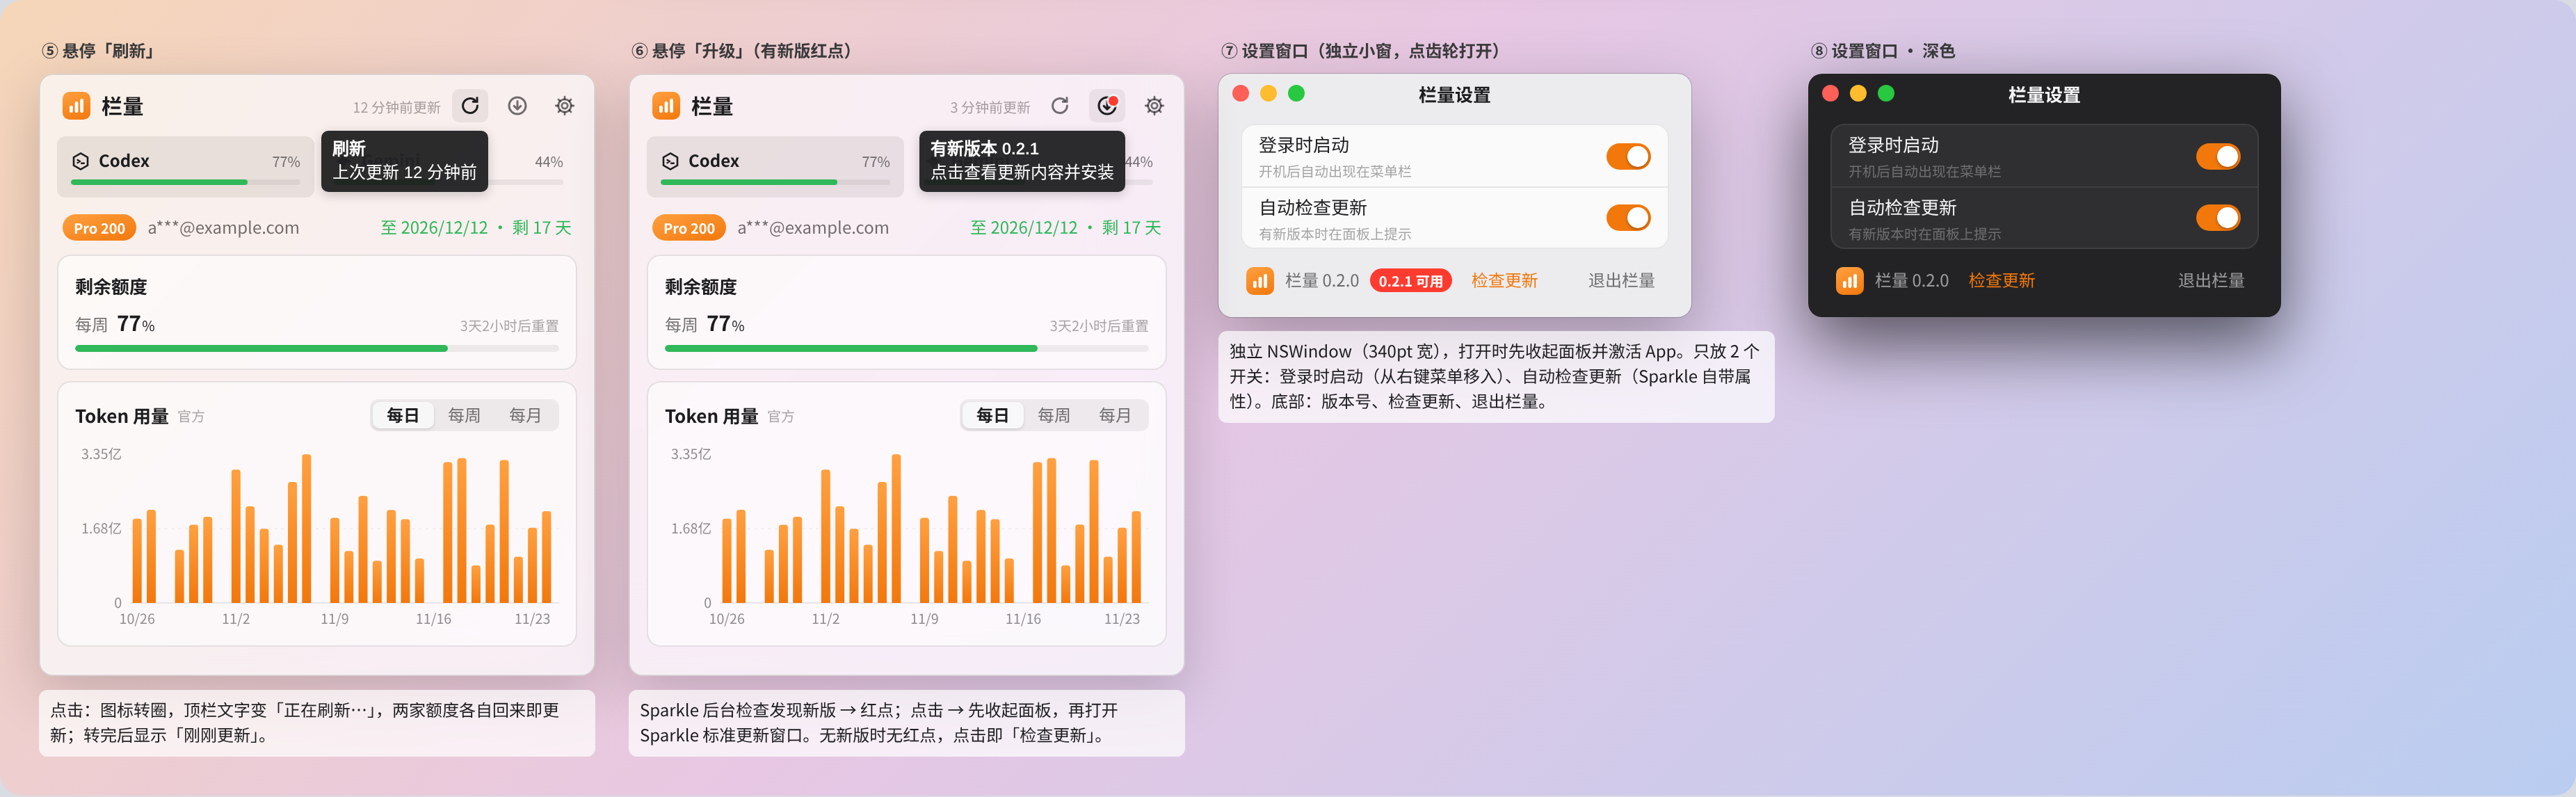 ⑤ 悬停「刷新」
栏量
12 分钟前更新
Codex
77%
44%
刷新
上次更新 12 分钟前
Pro 200
a***@example.com
至 2026/12/12 · 剩 17 天
剩余额度
每周 77%
3天2小时后重置
Token 用量 官方
每日 每周 每月
3.35亿
1.68亿
0
10/26 11/2 11/9 11/16 11/23
点击：图标转圈，顶栏文字变「正在刷新…」，两家额度各自回来即更
新；转完后显示「刚刚更新」。
⑥ 悬停「升级」（有新版红点）
栏量
3 分钟前更新
Codex
77%
44%
有新版本 0.2.1
点击查看更新内容并安装
Pro 200
a***@example.com
至 2026/12/12 · 剩 17 天
剩余额度
每周 77%
3天2小时后重置
Token 用量 官方
每日 每周 每月
3.35亿
1.68亿
0
10/26 11/2 11/9 11/16 11/23
Sparkle 后台检查发现新版 → 红点；点击 → 先收起面板，再打开
Sparkle 标准更新窗口。无新版时无红点，点击即「检查更新」。
⑦ 设置窗口（独立小窗，点齿轮打开）
栏量设置
登录时启动
开机后自动出现在菜单栏
自动检查更新
有新版本时在面板上提示
栏量 0.2.0 0.2.1 可用 检查更新 退出栏量
独立 NSWindow（340pt 宽），打开时先收起面板并激活 App。只放 2 个
开关：登录时启动（从右键菜单移入）、自动检查更新（Sparkle 自带属
性）。底部：版本号、检查更新、退出栏量。
⑧ 设置窗口 · 深色
栏量设置
登录时启动
开机后自动出现在菜单栏
自动检查更新
有新版本时在面板上提示
栏量 0.2.0 检查更新 退出栏量